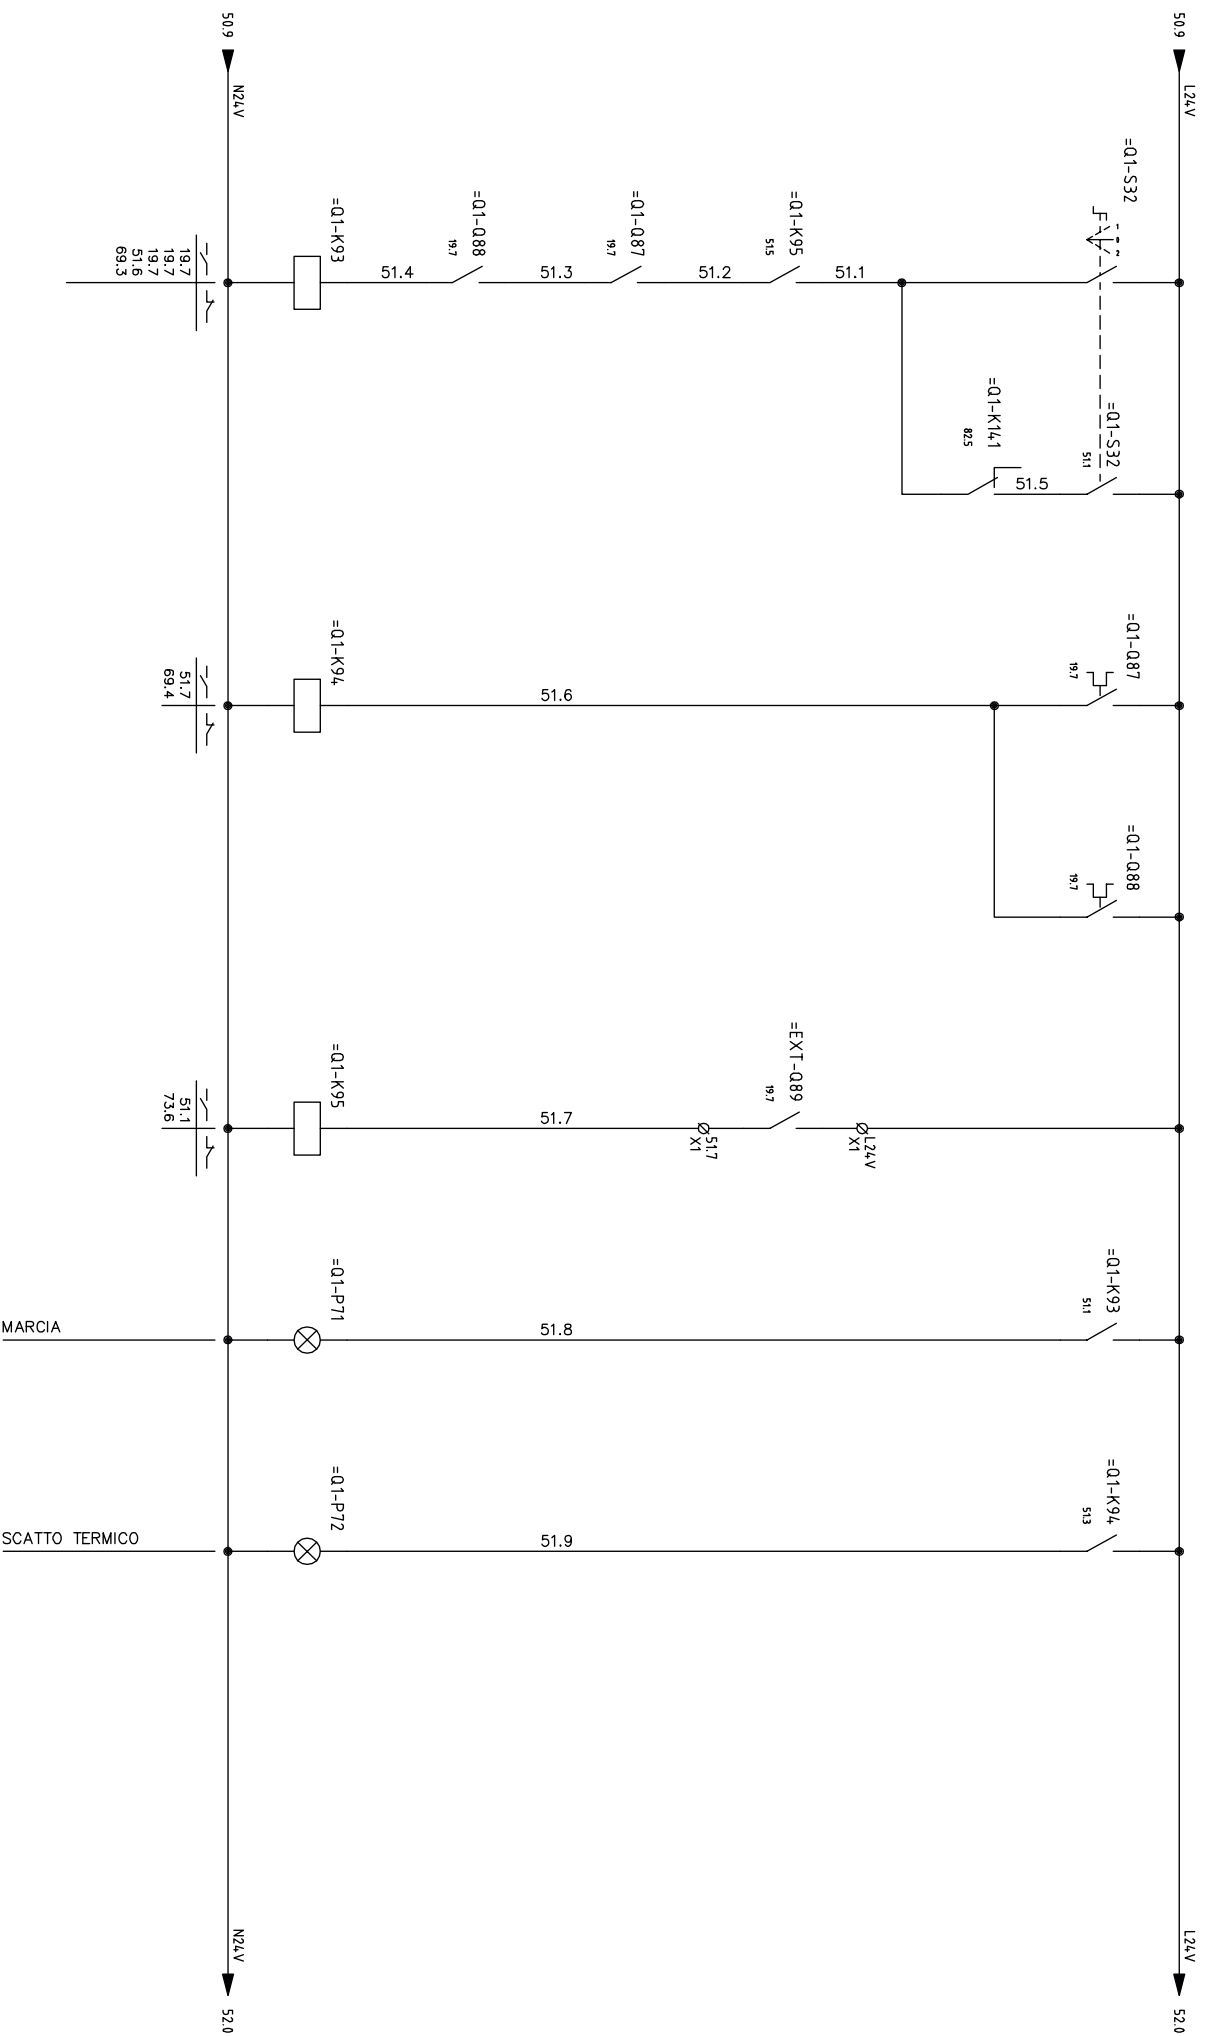 50.9
L24V
=Q1-S32
1 0 2
=Q1-S32
51.1
=Q1-K141
82.5
51.5
=Q1-Q87
19.7
=Q1-Q88
19.7
=Q1-K93
51.1
=Q1-K94
51.3
L24V
52.0
51.1
=Q1-K95
51.5
51.2
=Q1-Q87
19.7
51.3
=Q1-Q88
19.7
51.4
=Q1-K93
51.6
=Q1-K94
L24V
X1
=EXT-Q89
19.7
51.7
X1
51.7
=Q1-K95
51.8
=Q1-P71
51.9
=Q1-P72
50.9
N24V
N24V
52.0
19.7
19.7
19.7
51.6
69.3
51.7
69.4
51.1
73.6
MARCIA
SCATTO TERMICO